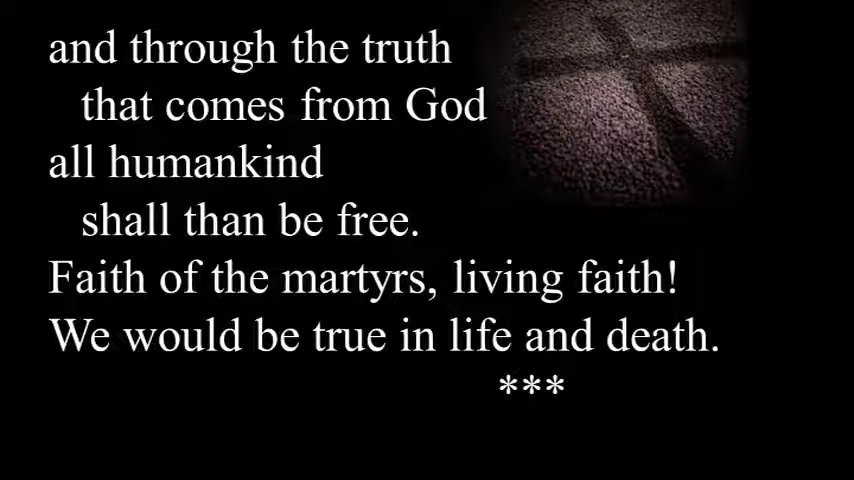 and through the truth
that comes from God
all humankind
shall than be free.
Faith of the martyrs, living faith!
We would be true in life and death.
***